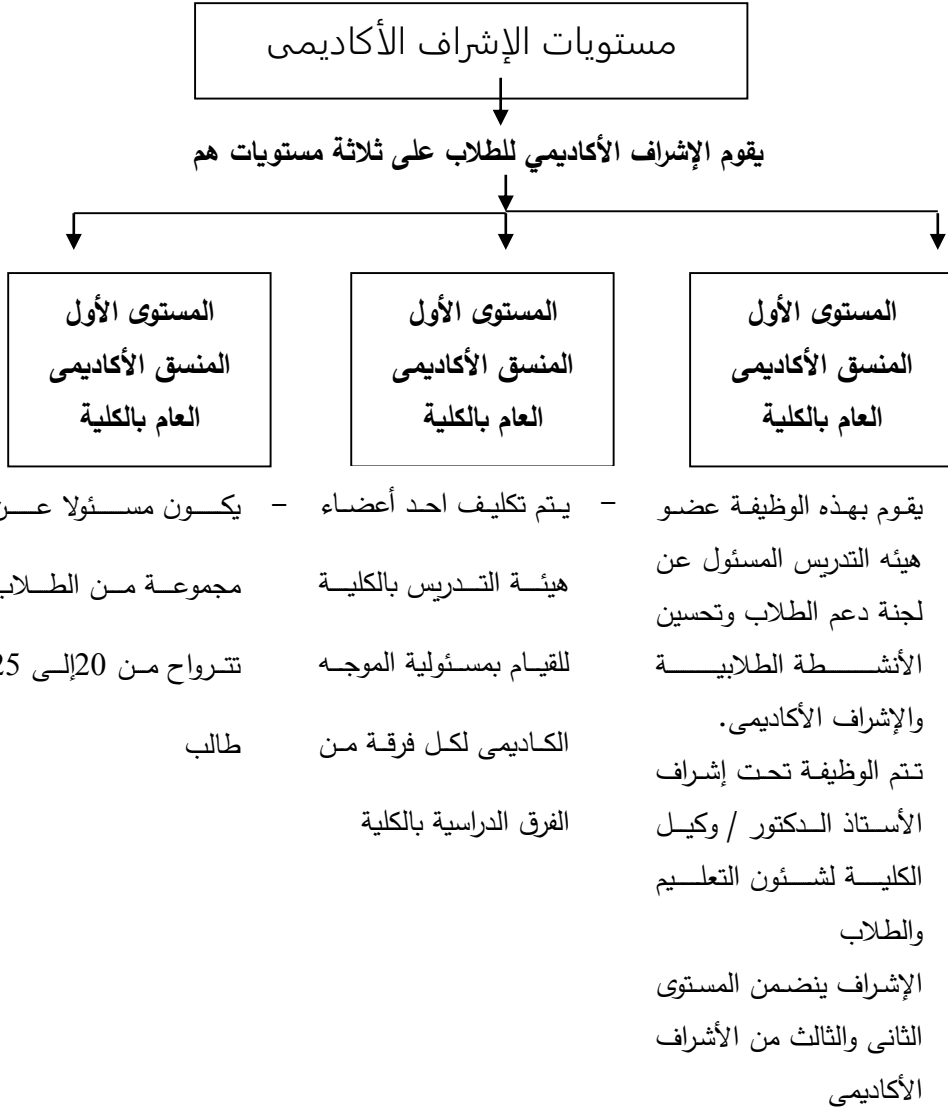 مستويات الإشراف الأكاديمى
يقوم الإشراف الأكاديمي للطلاب على ثلاثة مستويات هم
المستوى الأول
المنسق الأكاديمى
العام بالكلية
المستوى الأول
المنسق الأكاديمى
العام بالكلية
المستوى الأول
المنسق الأكاديمى
العام بالكلية
يقوم بهذه الوظيفة عضو
هيئه التدريس المسئول عن
لجنة دعم الطلاب وتحسين
الأنشطة الطلابية
والإشراف الأكاديمى.
تتم الوظيفة تحت إشراف
الأستاذ الدكتور / وكيل
الكلية لشئون التعليم
والطلاب
الإشراف ينضمن المستوى
الثانى والثالث من الأشراف
الأكاديمى
- يتم تكليف احد أعضاء
هيئة التدريس بالكلية
للقيام بمسئولية الموجه
الكاديمى لكل فرقة من
الفرق الدراسية بالكلية
- يكون مسئولا عن
مجموعة من الطلاب
تترواح من 20إلى 25
طالب